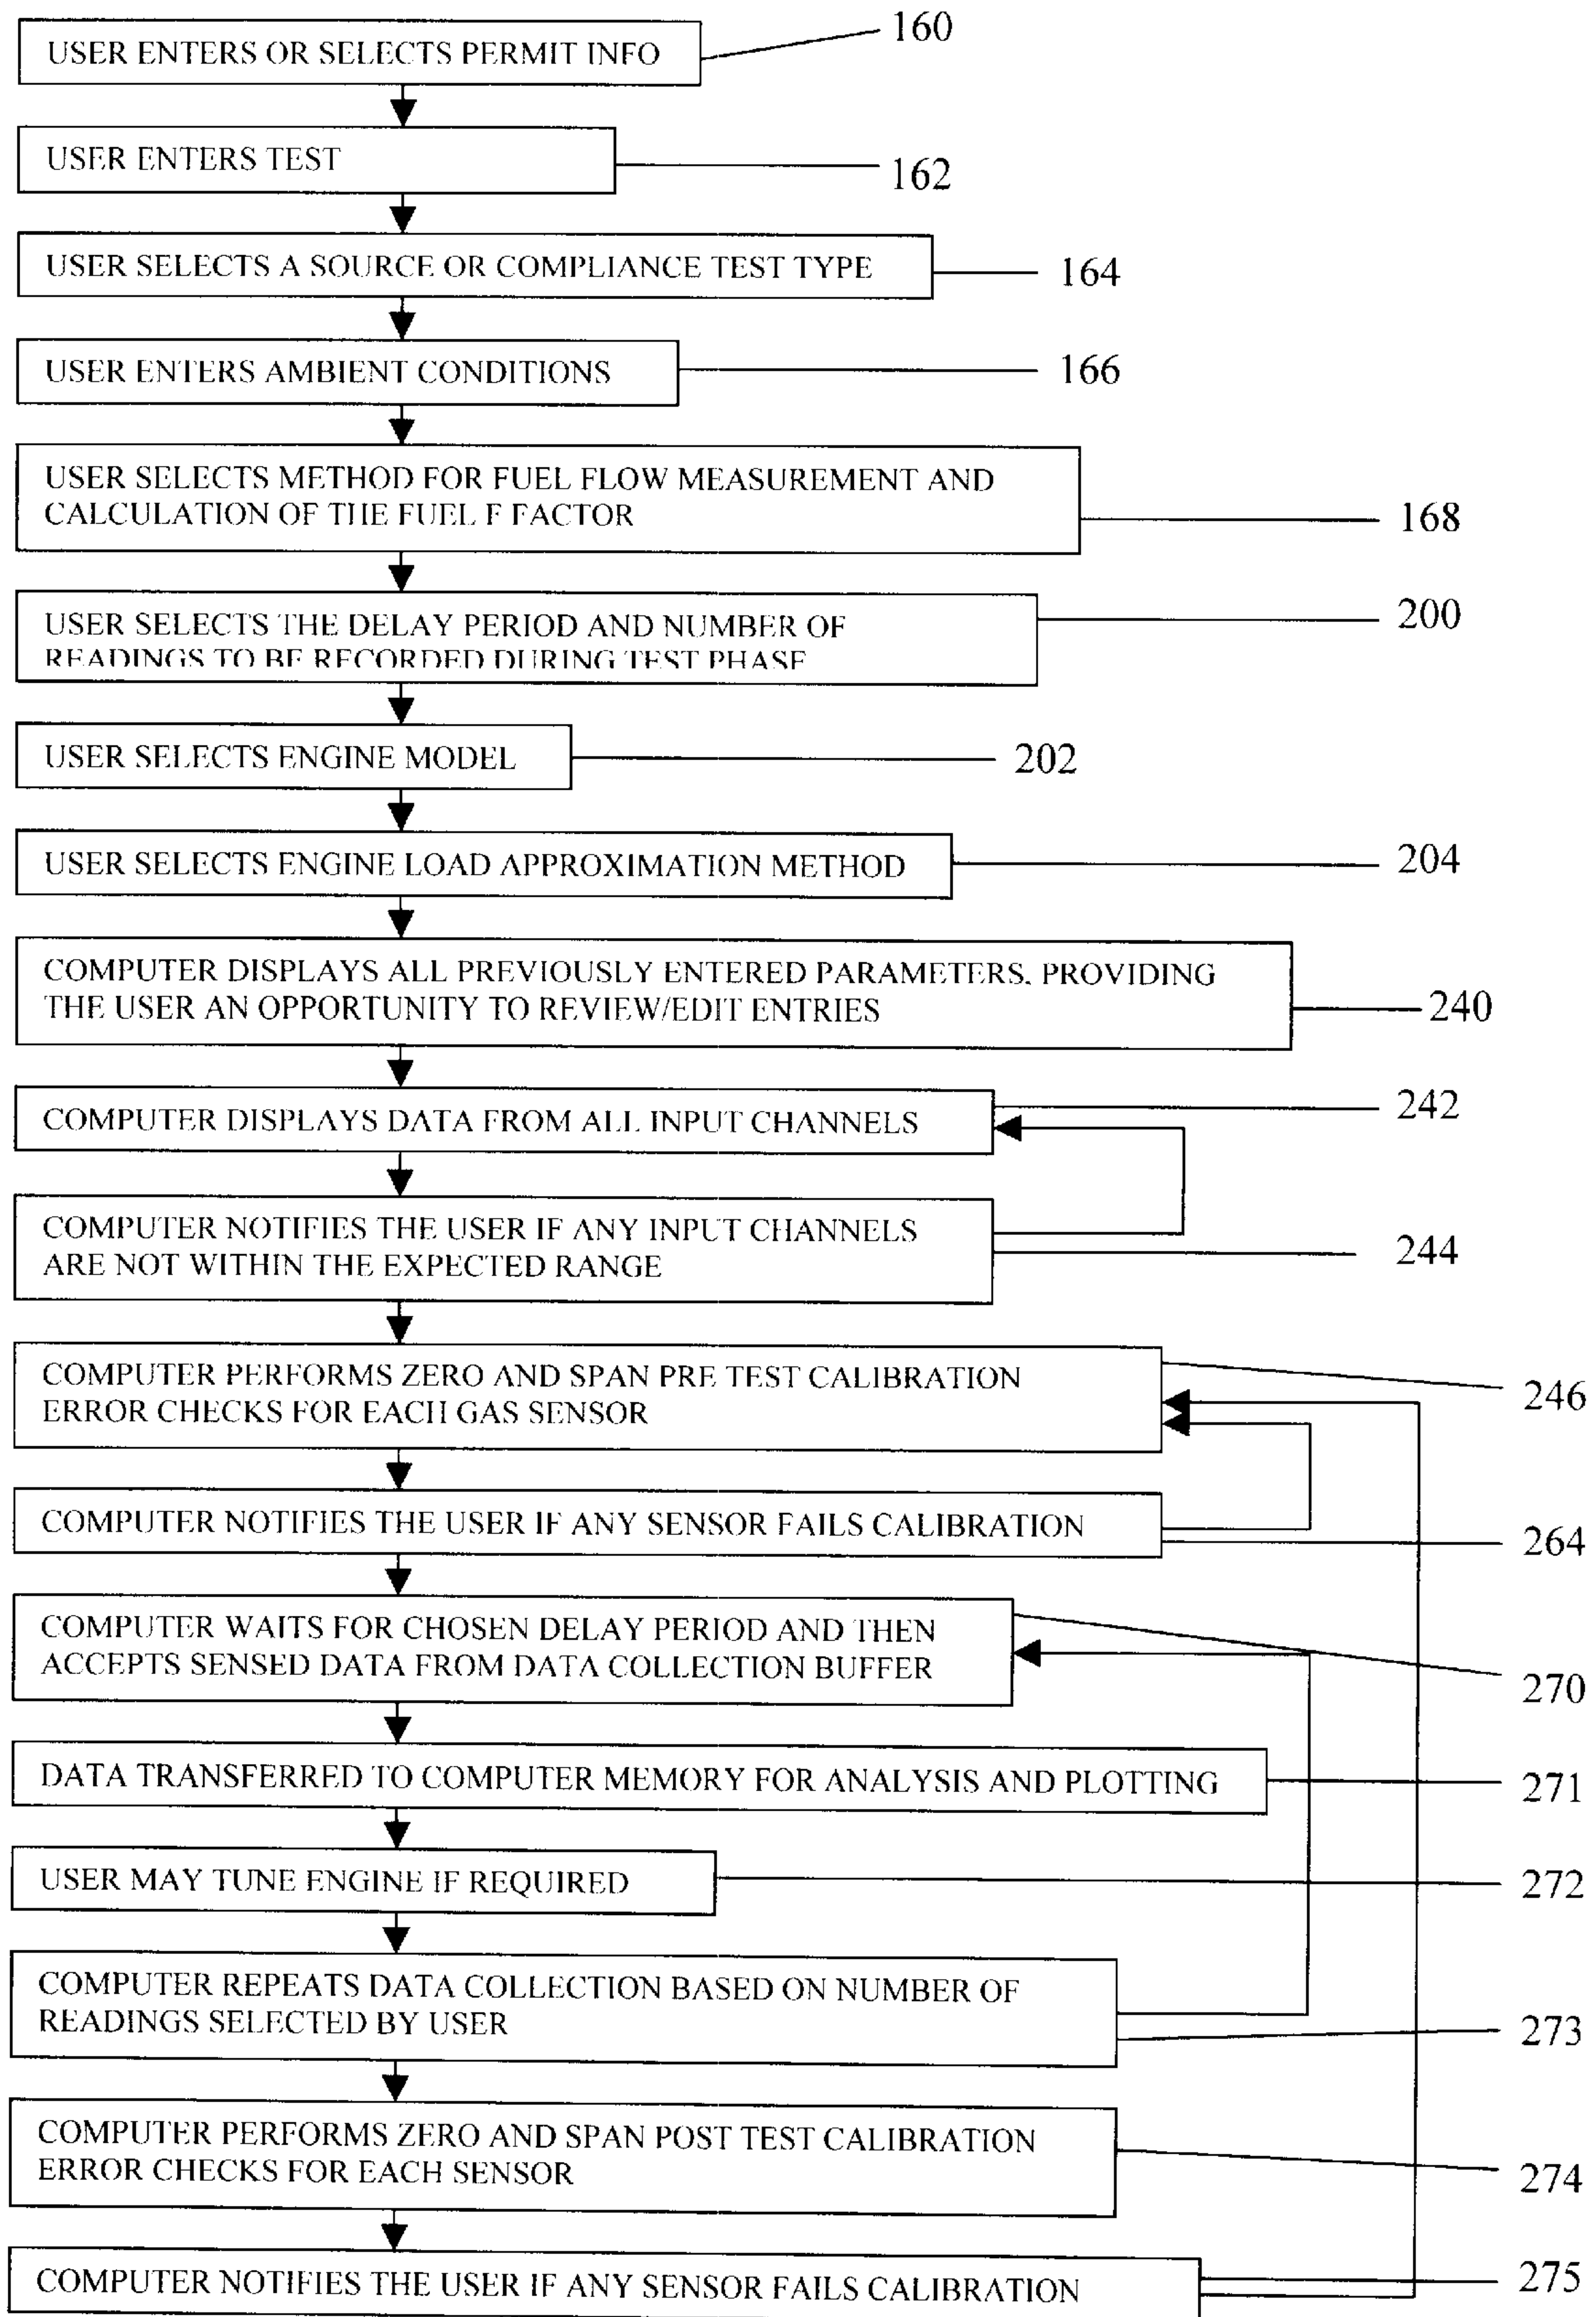 USER ENTERS OR SELECTS PERMIT INFO
160
USER ENTERS TEST
162
USER SELECTS A SOURCE OR COMPLIANCE TEST TYPE
164
USER ENTERS AMBIENT CONDITIONS
166
USER SELECTS METHOD FOR FUEL FLOW MEASUREMENT AND
CALCULATION OF THE FUEL F FACTOR
168
USER SELECTS THE DELAY PERIOD AND NUMBER OF
READINGS TO BE RECORDED DURING TEST PHASE
200
USER SELECTS ENGINE MODEL
202
USER SELECTS ENGINE LOAD APPROXIMATION METHOD
204
COMPUTER DISPLAYS ALL PREVIOUSLY ENTERED PARAMETERS, PROVIDING
THE USER AN OPPORTUNITY TO REVIEW/EDIT ENTRIES
240
COMPUTER DISPLAYS DATA FROM ALL INPUT CHANNELS
242
COMPUTER NOTIFIES THE USER IF ANY INPUT CHANNELS
ARE NOT WITHIN THE EXPECTED RANGE
244
COMPUTER PERFORMS ZERO AND SPAN PRE TEST CALIBRATION
ERROR CHECKS FOR EACH GAS SENSOR
246
COMPUTER NOTIFIES THE USER IF ANY SENSOR FAILS CALIBRATION
264
COMPUTER WAITS FOR CHOSEN DELAY PERIOD AND THEN
ACCEPTS SENSED DATA FROM DATA COLLECTION BUFFER
270
DATA TRANSFERRED TO COMPUTER MEMORY FOR ANALYSIS AND PLOTTING
271
USER MAY TUNE ENGINE IF REQUIRED
272
COMPUTER REPEATS DATA COLLECTION BASED ON NUMBER OF
READINGS SELECTED BY USER
273
COMPUTER PERFORMS ZERO AND SPAN POST TEST CALIBRATION
ERROR CHECKS FOR EACH SENSOR
274
COMPUTER NOTIFIES THE USER IF ANY SENSOR FAILS CALIBRATION
275